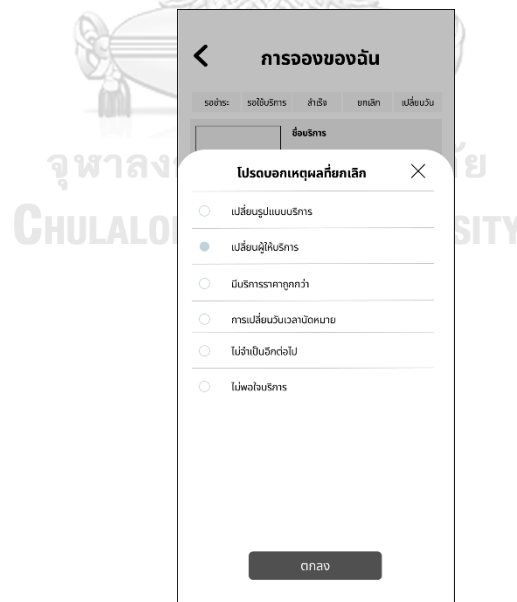 การจองของฉัน
รอชำระ รอใช้บริการ สำเร็จ ยกเลิก เปลี่ยนวัน
ชื่อบริการ
โปรดบอกเหตุผลที่ยกเลิก
เปลี่ยนรูปแบบบริการ
เปลี่ยนผู้ให้บริการ
มีบริการราคาถูกกว่า
การเปลี่ยนวันเวลานัดหมาย
ไม่จำเป็นอีกต่อไป
ไม่พอใจบริการ
ตกลง